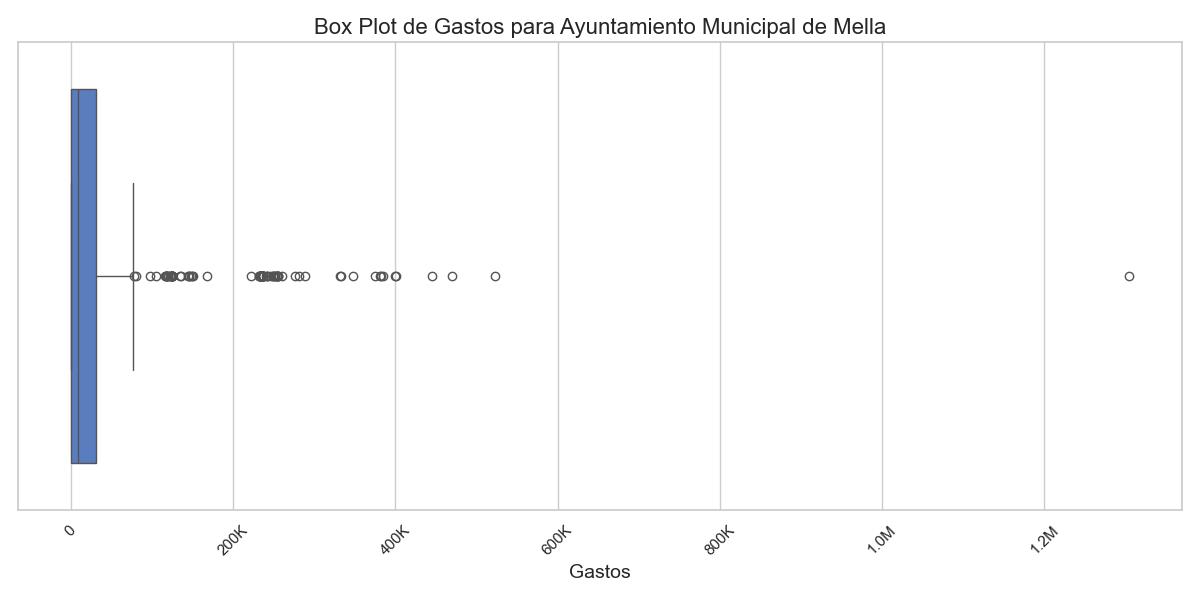 Box Plot de Gastos para Ayuntamiento Municipal de Mella
0
200K
400K
600K
800K
1.0M
1.2M
Gastos